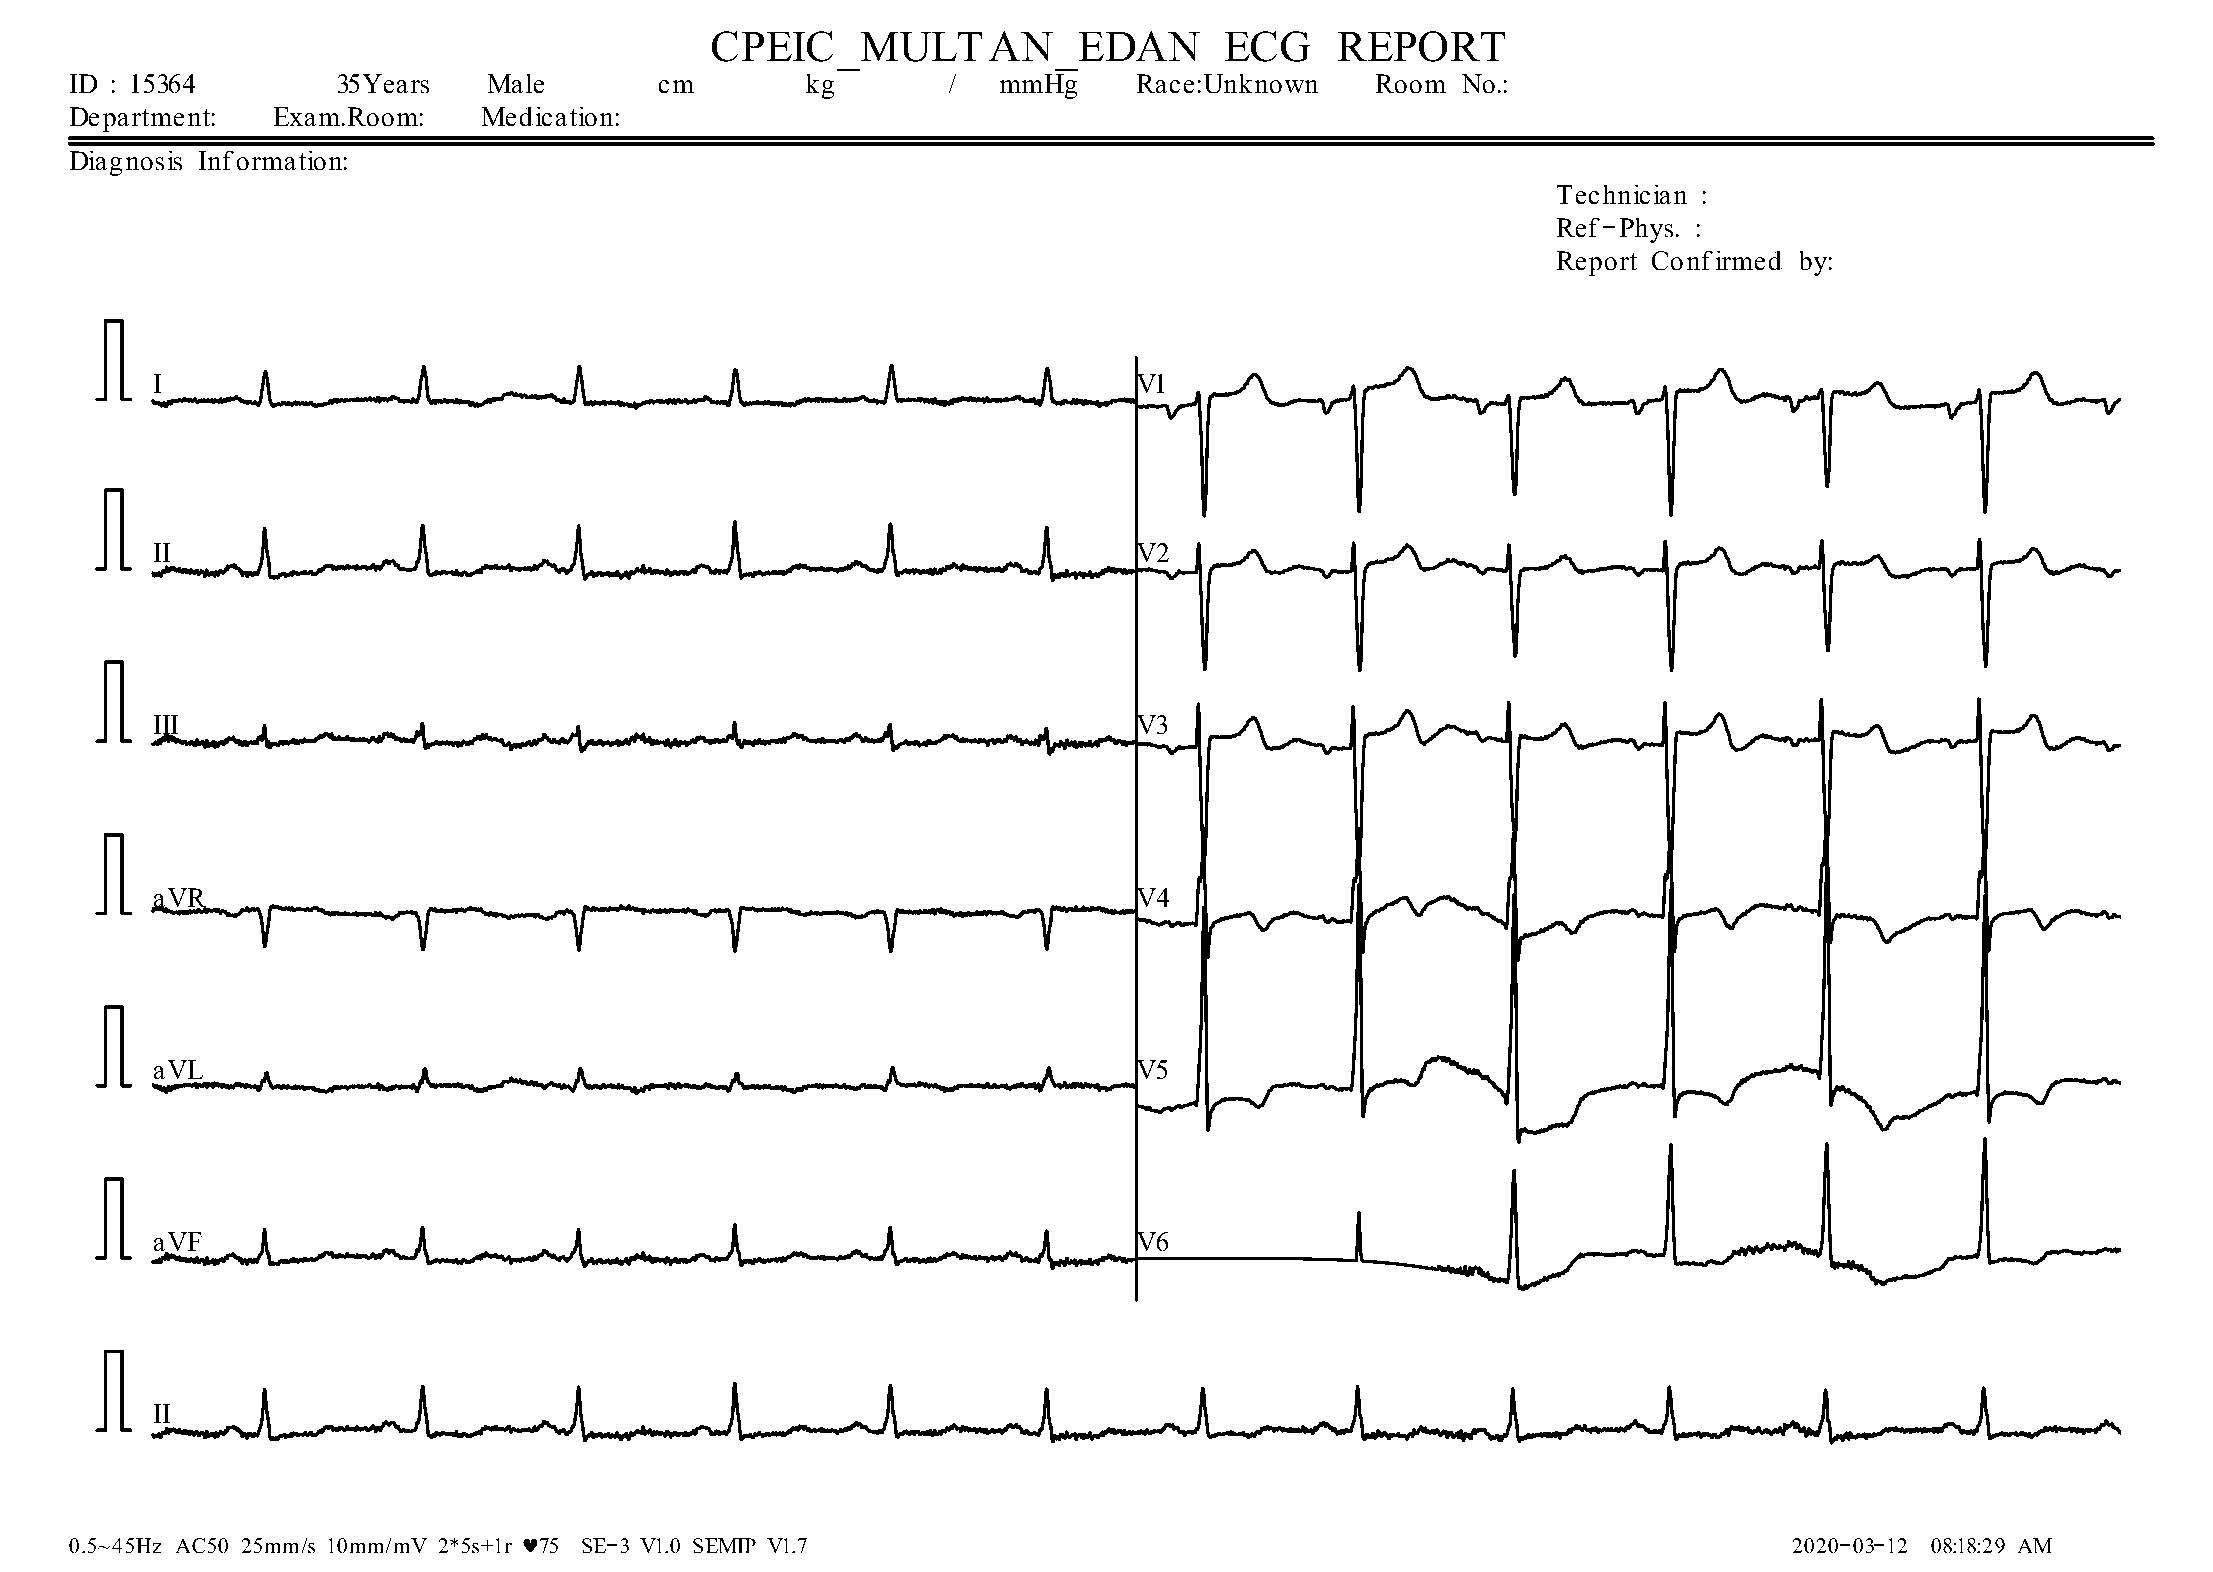 CPEIC_MULTAN_EDAN ECG REPORT
ID : 15364 35Years Male cm kg / mmHg Race:Unknown Room No.:
Department: Exam.Room: Medication:
Diagnosis Information:
Technician :
Ref-Phys. :
Report Confirmed by:
I V1
II V2
III V3
aVR V4
aVL V5
aVF V6
II
0.5~45Hz AC50 25mm/s 10mm/mV 2*5s+1r ♥75 SE-3 V1.0 SEMIP V1.7 2020-03-12 08:18:29 AM